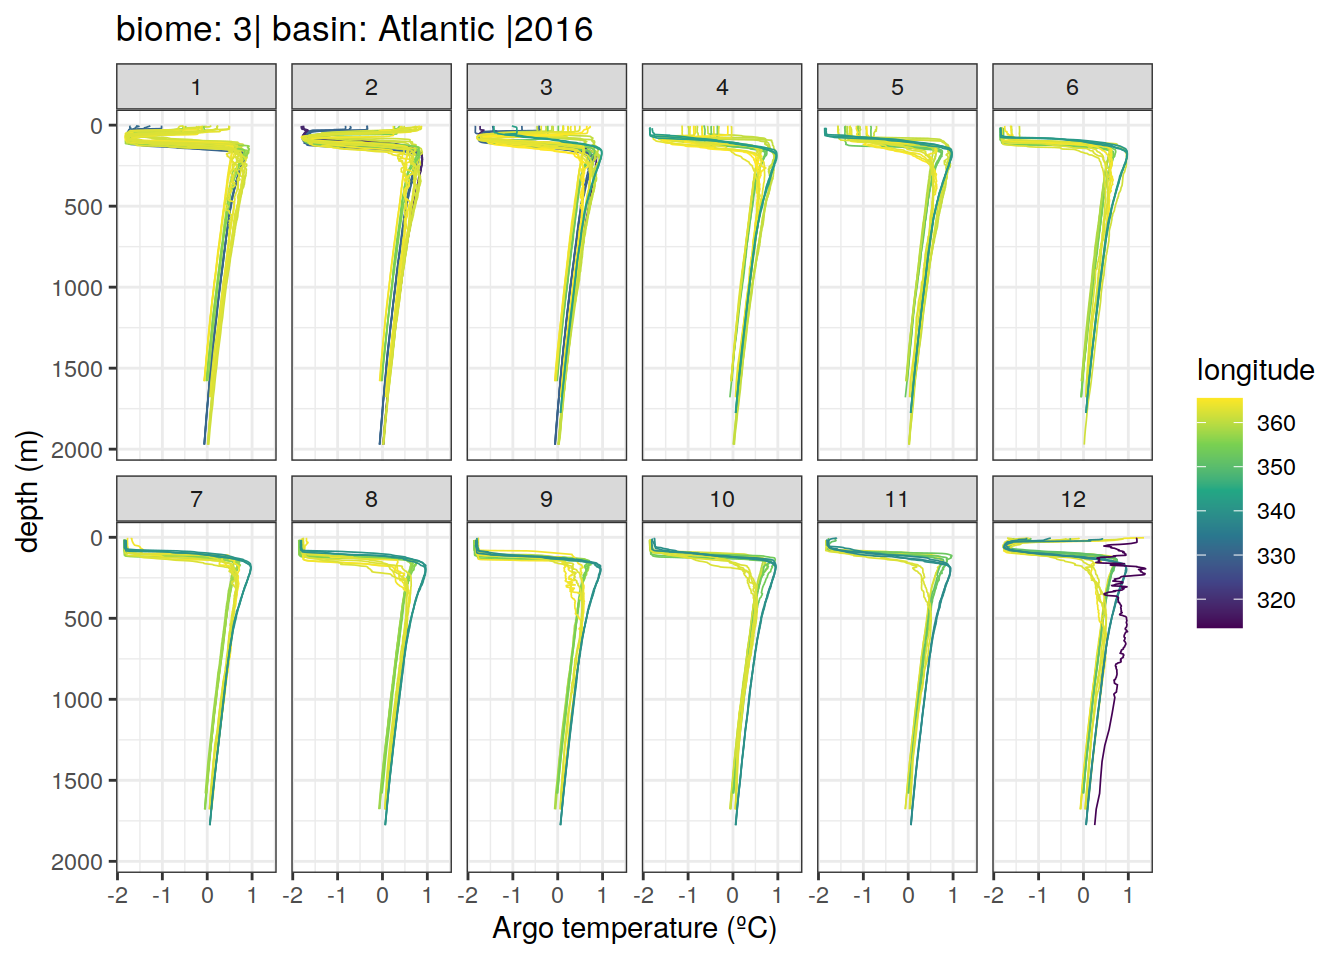 biome: 3| basin: Atlantic |2016
1 2 3 4 5 6
0
500
1000
1500
2000
7 8 9 10 11 12
0
500
1000
1500
2000
-2 -1 0 1 -2 -1 0 1 -2 -1 0 1 -2 -1 0 1 -2 -1 0 1 -2 -1 0 1
Argo temperature (ºC)
depth (m)
longitude
360
350
340
330
320